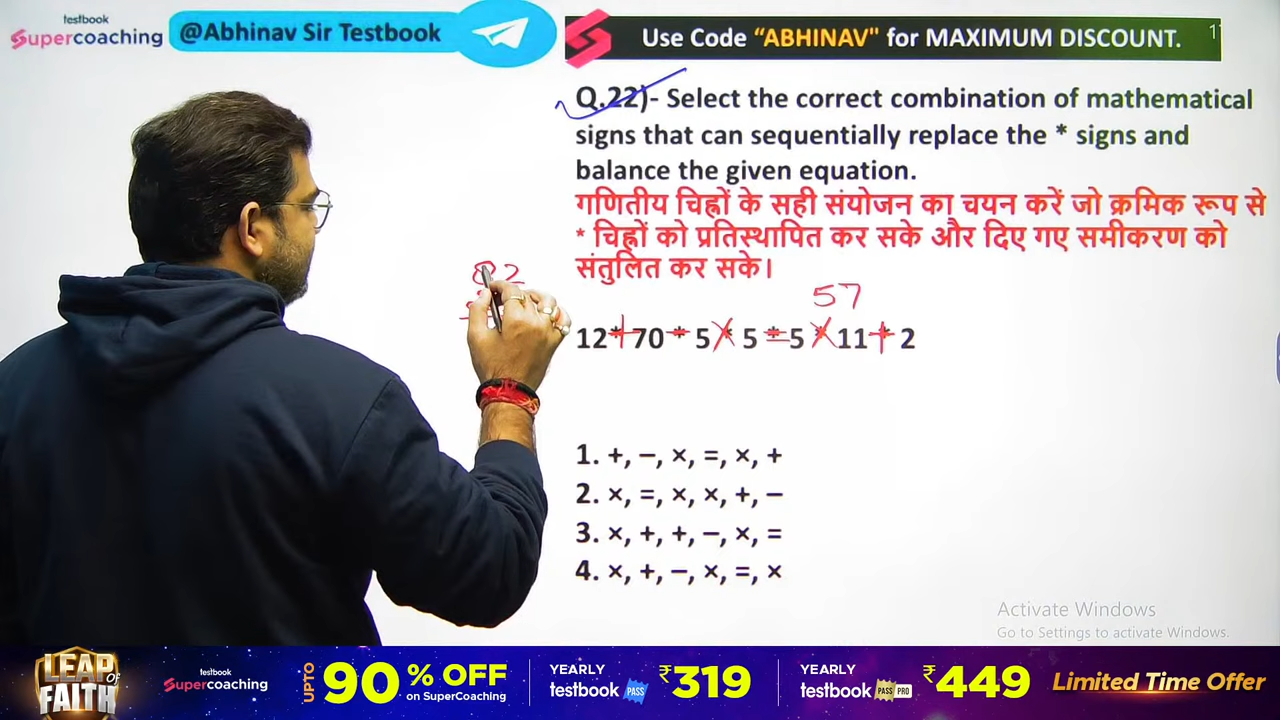 testbook
Supercoaching
@Abhinav Sir Testbook
Use Code “ABHINAV" for MAXIMUM DISCOUNT.
Q.22)- Select the correct combination of mathematical
signs that can sequentially replace the * signs and
balance the given equation.
गणितीय चिह्नों के सही संयोजन का चयन करें जो क्रमिक रूप से
* चिह्नों को प्रतिस्थापित कर सके और दिए गए समीकरण को
संतुलित कर सके।
82
57
12 * 70 * 5 * 5 * 5 * 11 * 2
1. +, –, ×, =, ×, +
2. ×, =, ×, ×, +, –
3. ×, +, +, –, ×, =
4. ×, +, –, ×, =, ×
Activate Windows
Go to Settings to activate Windows.
LEAP OF FAITH
testbook
Supercoaching
UPTO 90% OFF
on SuperCoaching
YEARLY
testbook PASS
₹319
YEARLY
testbook PASS PRO
₹449
Limited Time Offer